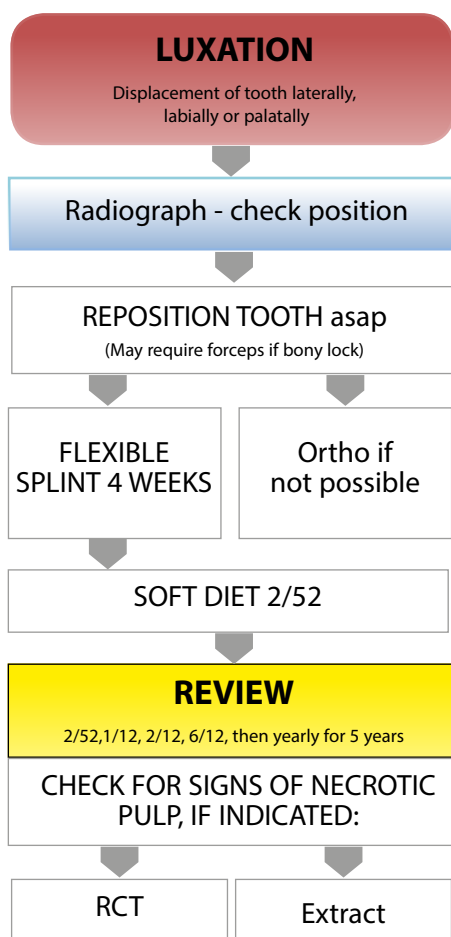 LUXATION
Displacement of tooth laterally,
labially or palatally
Radiograph - check position
REPOSITION TOOTH asap
(May require forceps if bony lock)
FLEXIBLE
SPLINT 4 WEEKS
Ortho if
not possible
SOFT DIET 2/52
REVIEW
2/52,1/12, 2/12, 6/12, then yearly for 5 years
CHECK FOR SIGNS OF NECROTIC
PULP, IF INDICATED:
RCT
Extract